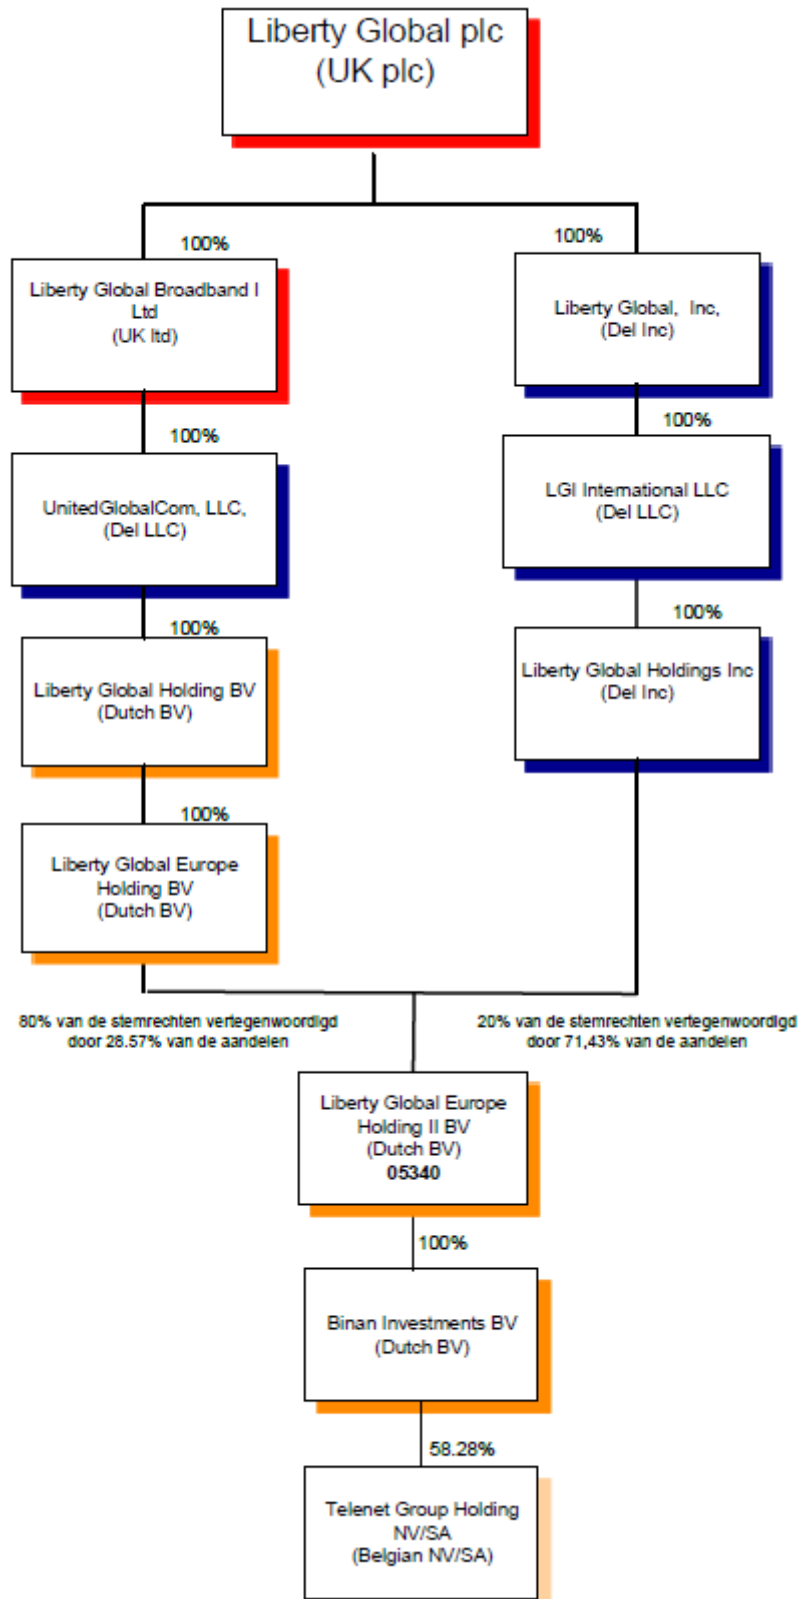 Liberty Global plc
(UK plc)
100%
100%
Liberty Global Broadband I
Ltd
(UK ltd)
Liberty Global, Inc,
(Del Inc)
100%
100%
UnitedGlobalCom, LLC,
(Del LLC)
LGI International LLC
(Del LLC)
100%
100%
Liberty Global Holding BV
(Dutch BV)
Liberty Global Holdings Inc
(Del Inc)
100%
Liberty Global Europe
Holding BV
(Dutch BV)
80% van de stemrechten vertegenwoordigd
door 28.57% van de aandelen
20% van de stemrechten vertegenwoordigd
door 71,43% van de aandelen
Liberty Global Europe
Holding II BV
(Dutch BV)
05340
100%
Binan Investments BV
(Dutch BV)
58.28%
Telenet Group Holding
NV/SA
(Belgian NV/SA)